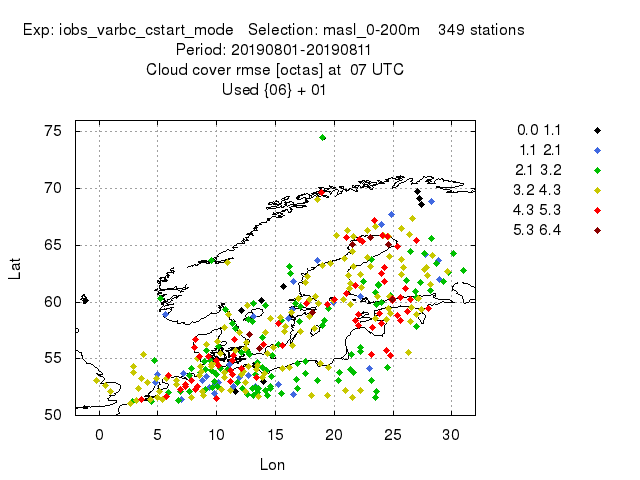 Exp: iobs_varbc_cstart_mode   Selection: masl_0-200m    349 stations
Period: 20190801-20190811
Cloud cover rmse [octas] at  07 UTC
Used {06} + 01
0.0 1.1
1.1 2.1
2.1 3.2
3.2 4.3
4.3 5.3
5.3 6.4
75
70
65
60
55
50
Lat
0 5 10 15 20 25 30
Lon